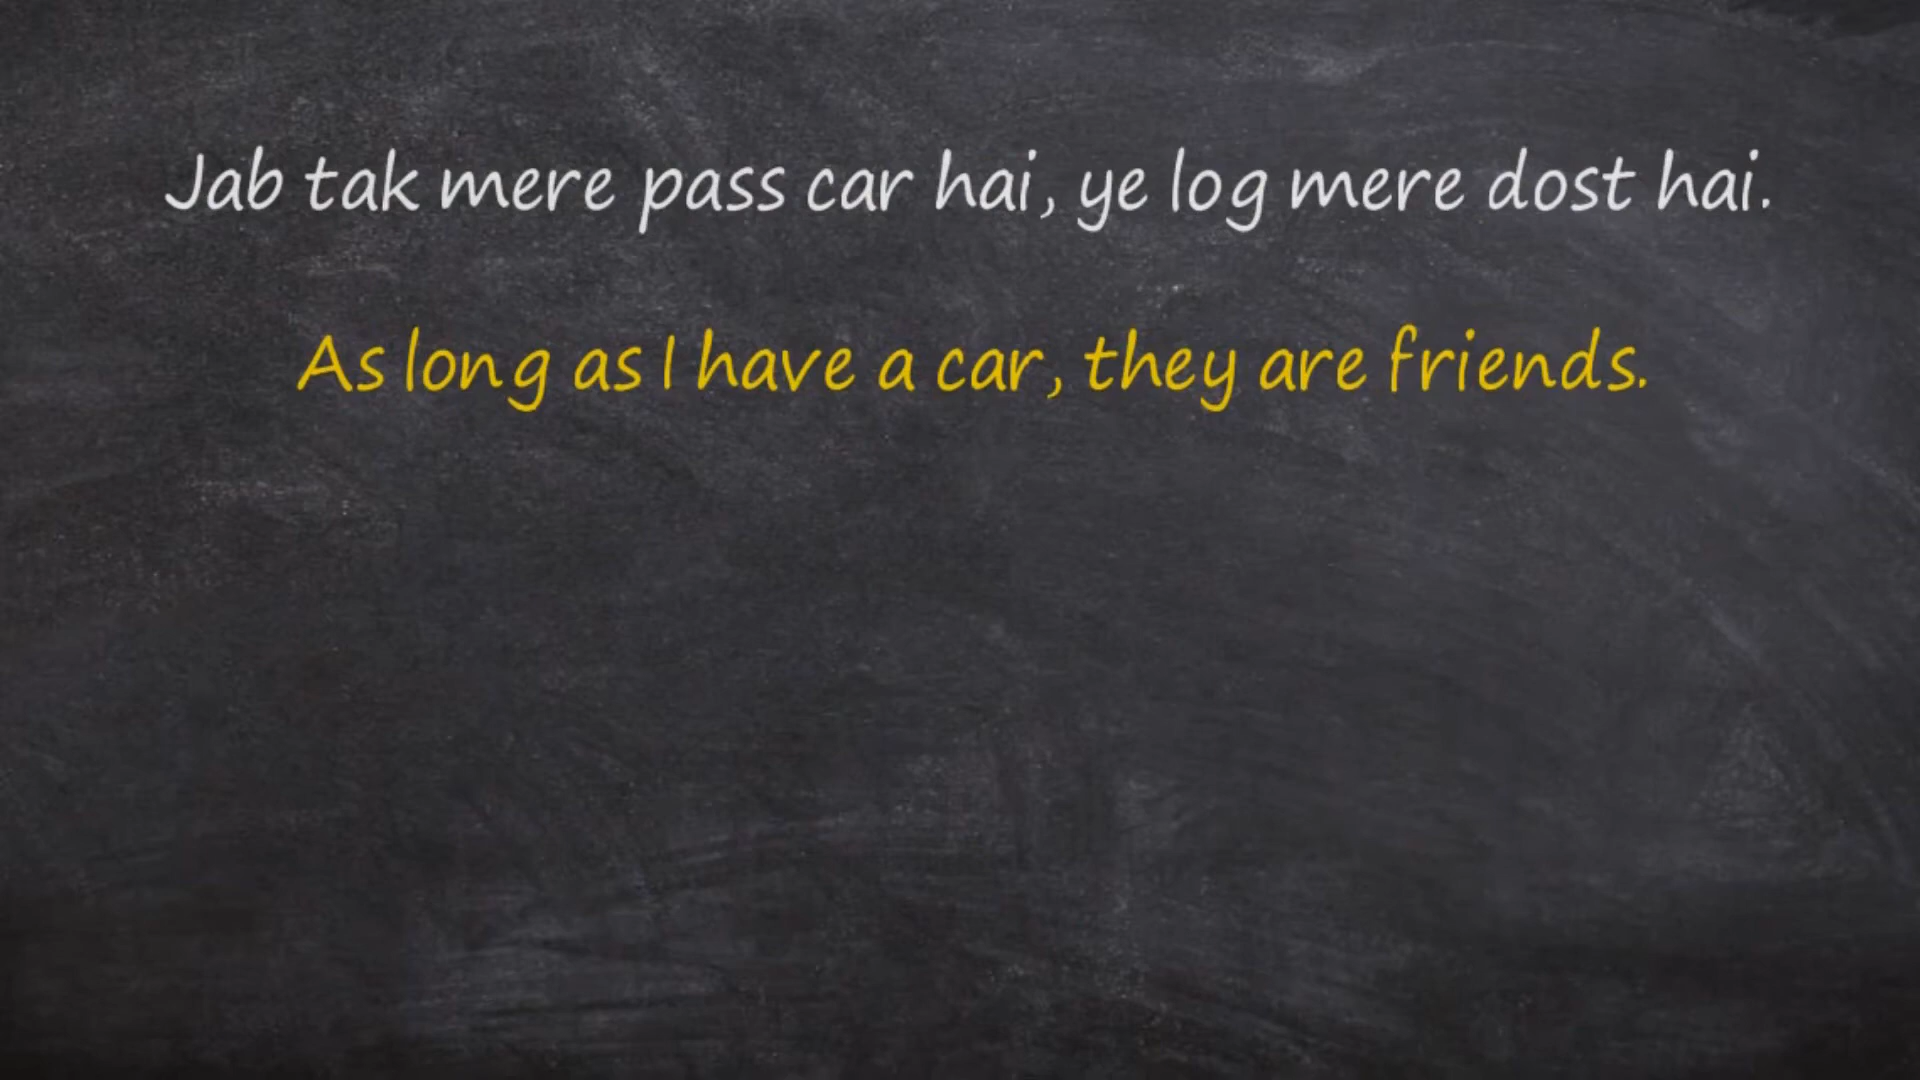 Jab tak mere pass car hai, ye log mere dost hai.
As long as I have a car, they are friends.